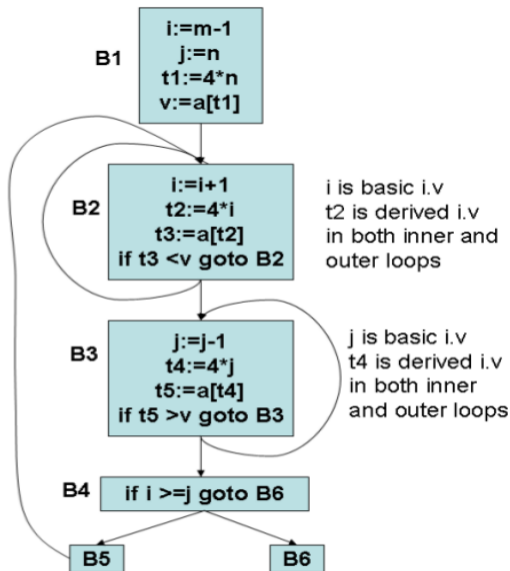 B1
i:=m-1
j:=n
t1:=4*n
v:=a[t1]
B2
i:=i+1
t2:=4*i
t3:=a[t2]
if t3 <v goto B2
i is basic i.v
t2 is derived i.v
in both inner and
outer loops
B3
j:=j-1
t4:=4*j
t5:=a[t4]
if t5 >v goto B3
j is basic i.v
t4 is derived i.v
in both inner
and outer loops
B4
if i >=j goto B6
B5
B6